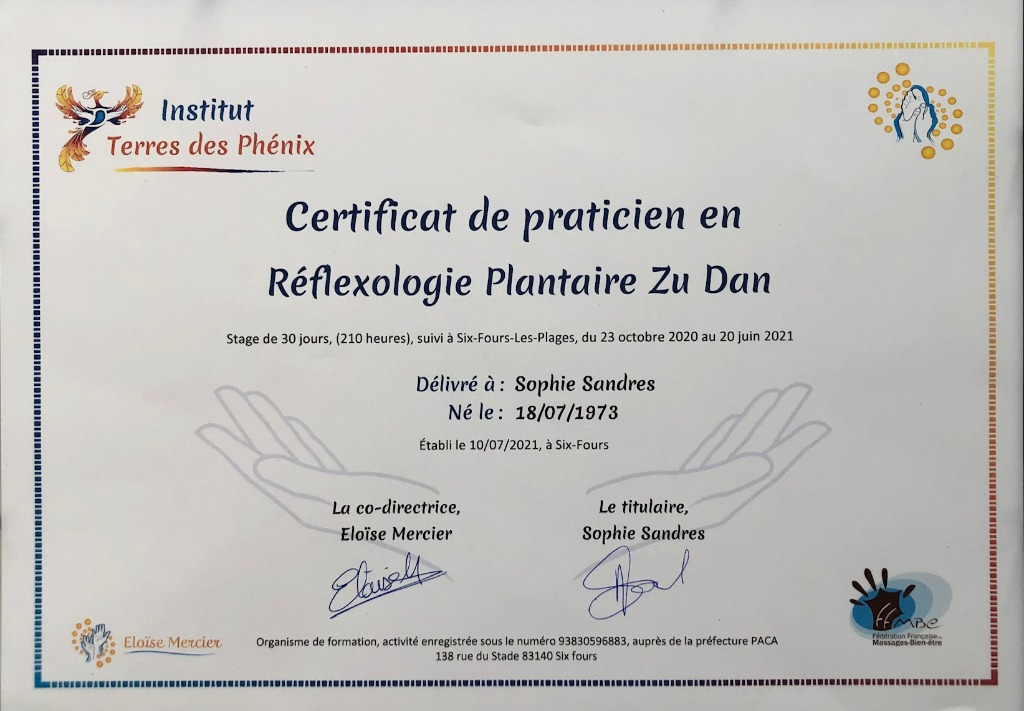 Institut
Terres des Phénix
Certificat de praticien en
Réflexologie Plantaire Zu Dan
Stage de 30 jours, (210 heures), suivi à Six-Fours-Les-Plages, du 23 octobre 2020 au 20 juin 2021
Délivré à : Sophie Sandres
Né le : 18/07/1973
Établi le 10/07/2021, à Six-Fours
La co-directrice,
Eloïse Mercier
Le titulaire,
Sophie Sandres
Eloïse M
Eloïse Mercier
Organisme de formation, activité enregistrée sous le numéro 93830596883, auprès de la préfecture PACA
138 rue du Stade 83140 Six fours
FFMBE
Fédération Française de
Massages-Bien-être